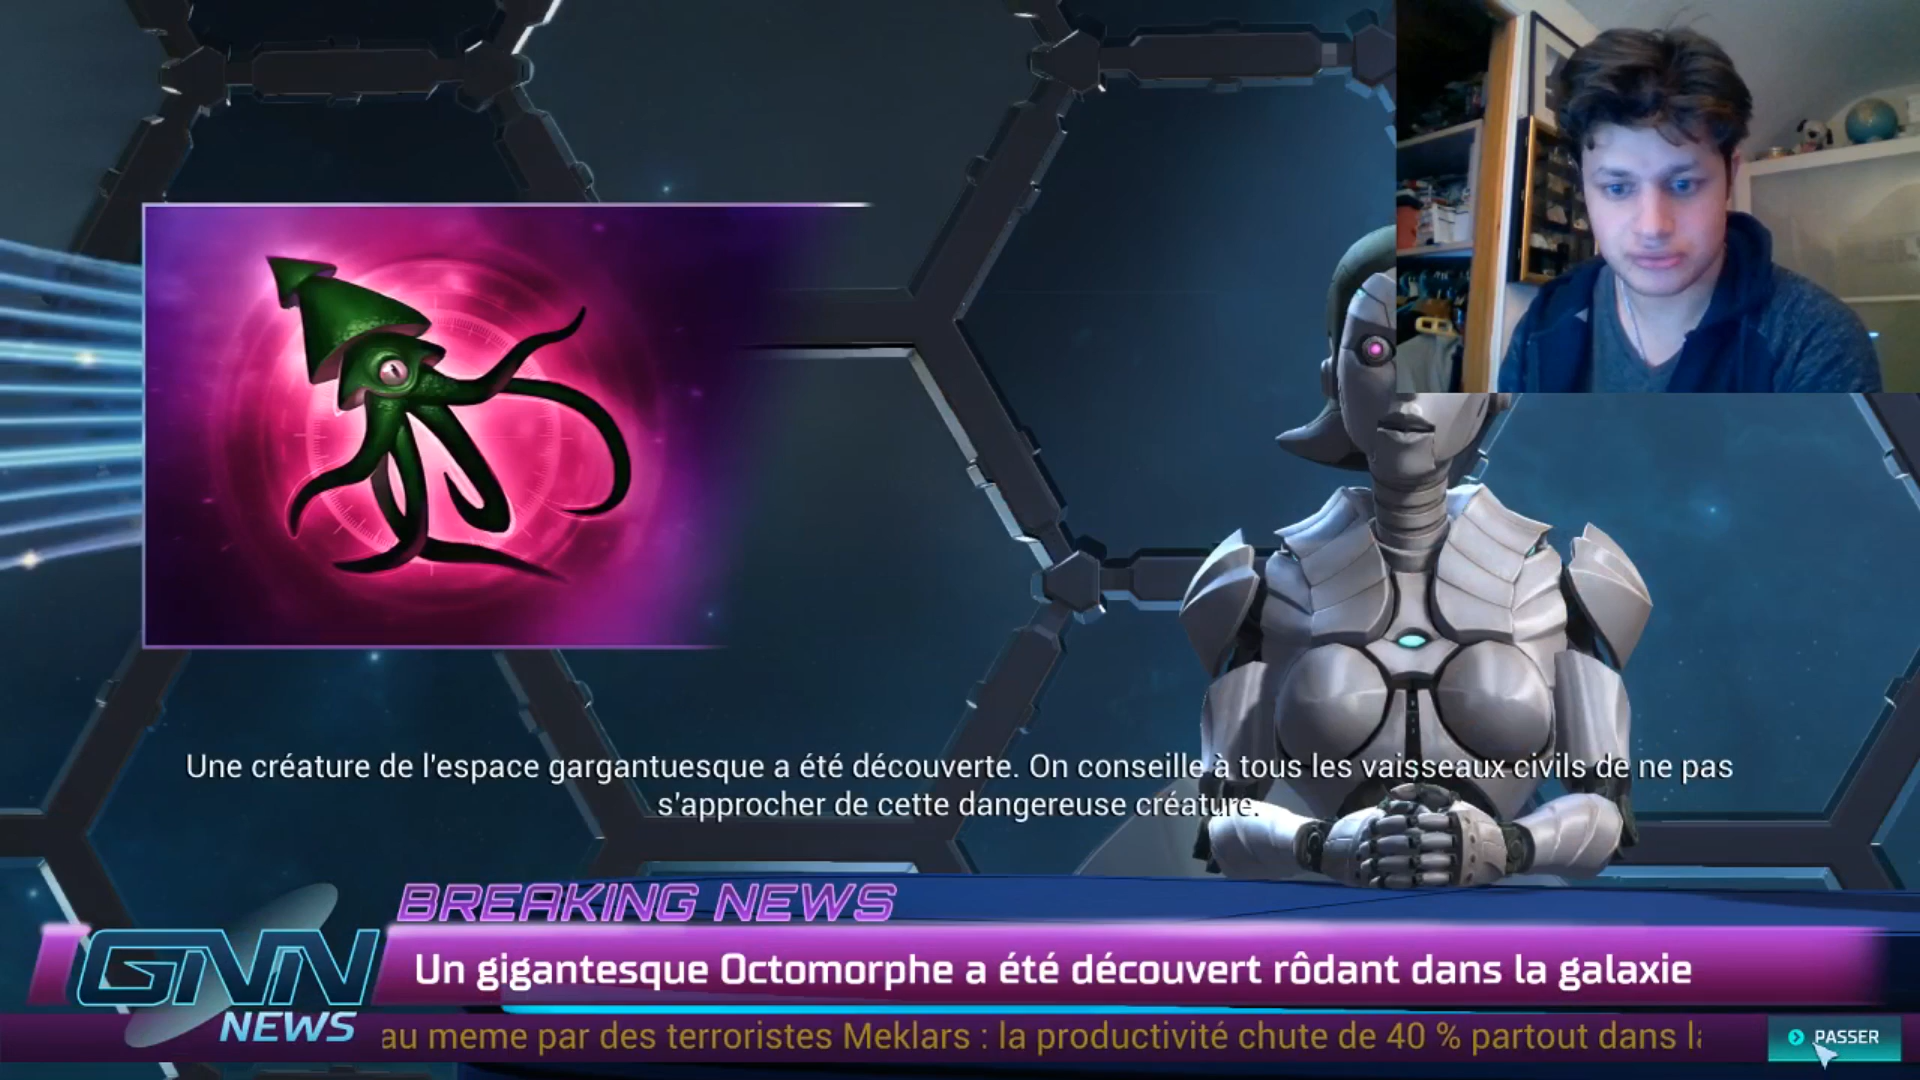 Une créature de l'espace gargantuesque a été découverte. On conseille à tous les vaisseaux civils de ne pas
s'approcher de cette dangereuse créature.
BREAKING NEWS
GNN
NEWS
Un gigantesque Octomorphe a été découvert rôdant dans la galaxie
au meme par des terroristes Meklars : la productivité chute de 40 % partout dans
PASSER